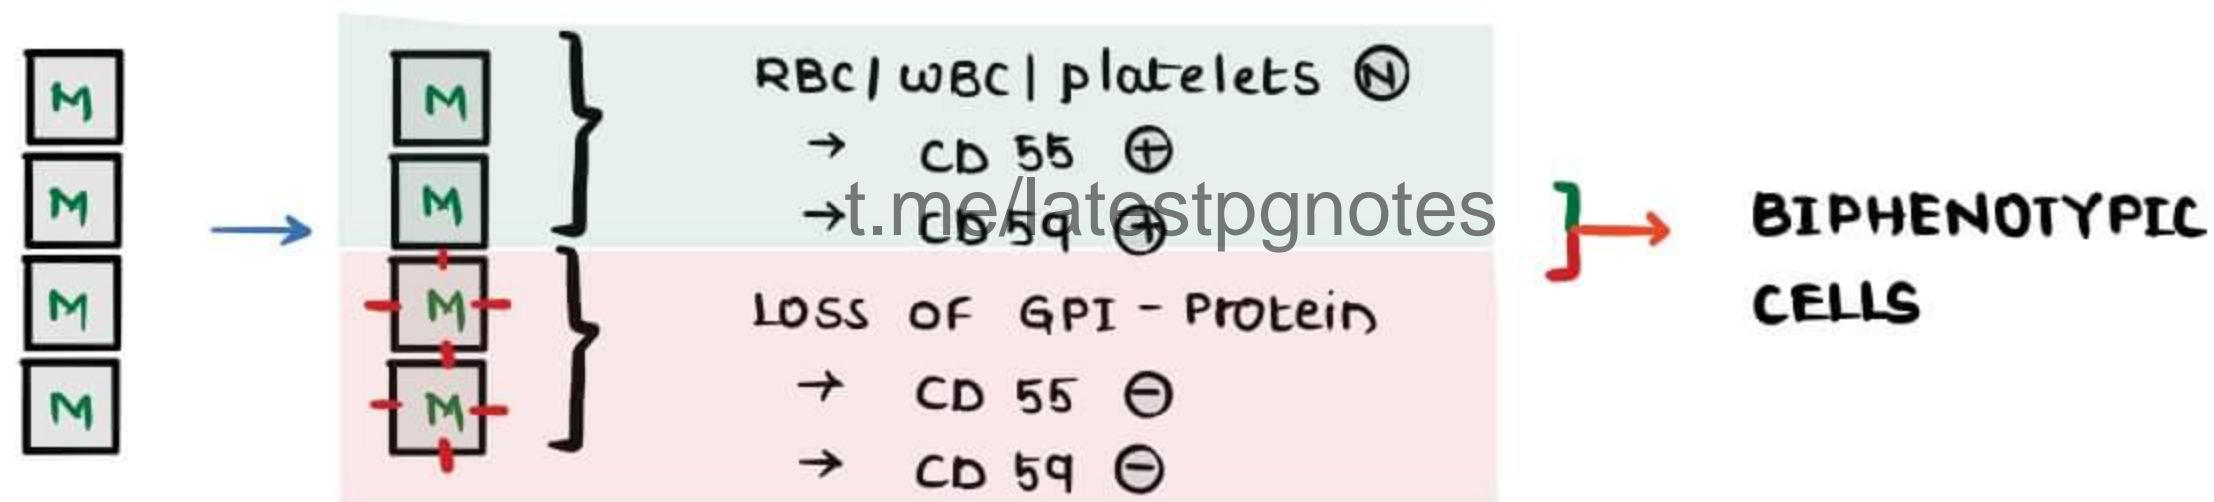 M
M
M
M
M
M
M
M
RBC/ WBC/ platelets N
→ CD 55 +
→ CD 59 +
t.me/latestpgnotes
LOSS OF GPI - Protein
→ CD 55 -
→ CD 59 -
BIPHENOTYPIC
CELLS